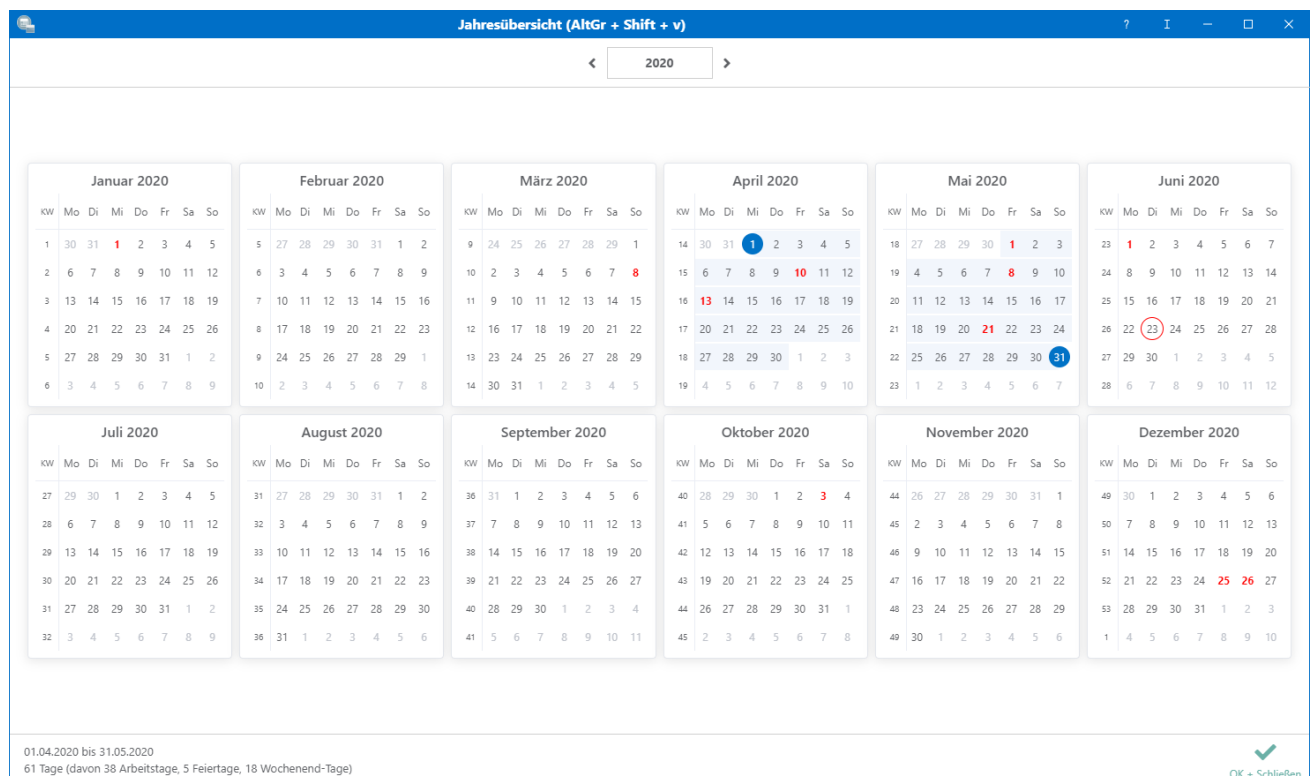 Jahresübersicht (AltGr + Shift + v)
2020
Januar 2020
KW Mo Di Mi Do Fr Sa So
1 30 31 1 2 3 4 5
2 6 7 8 9 10 11 12
3 13 14 15 16 17 18 19
4 20 21 22 23 24 25 26
5 27 28 29 30 31 1 2
6 3 4 5 6 7 8 9
Februar 2020
KW Mo Di Mi Do Fr Sa So
5 27 28 29 30 31 1 2
6 3 4 5 6 7 8 9
7 10 11 12 13 14 15 16
8 17 18 19 20 21 22 23
9 24 25 26 27 28 29 1
10 2 3 4 5 6 7 8
März 2020
KW Mo Di Mi Do Fr Sa So
9 24 25 26 27 28 29 1
10 2 3 4 5 6 7 8
11 9 10 11 12 13 14 15
12 16 17 18 19 20 21 22
13 23 24 25 26 27 28 29
14 30 31 1 2 3 4 5
April 2020
KW Mo Di Mi Do Fr Sa So
14 30 31 1 2 3 4 5
15 6 7 8 9 10 11 12
16 13 14 15 16 17 18 19
17 20 21 22 23 24 25 26
18 27 28 29 30 1 2 3
19 4 5 6 7 8 9 10
Mai 2020
KW Mo Di Mi Do Fr Sa So
18 27 28 29 30 1 2 3
19 4 5 6 7 8 9 10
20 11 12 13 14 15 16 17
21 18 19 20 21 22 23 24
22 25 26 27 28 29 30 31
23 1 2 3 4 5 6 7
Juni 2020
KW Mo Di Mi Do Fr Sa So
23 1 2 3 4 5 6 7
24 8 9 10 11 12 13 14
25 15 16 17 18 19 20 21
26 22 23 24 25 26 27 28
27 29 30 1 2 3 4 5
28 6 7 8 9 10 11 12
Juli 2020
KW Mo Di Mi Do Fr Sa So
27 29 30 1 2 3 4 5
28 6 7 8 9 10 11 12
29 13 14 15 16 17 18 19
30 20 21 22 23 24 25 26
31 27 28 29 30 31 1 2
32 3 4 5 6 7 8 9
August 2020
KW Mo Di Mi Do Fr Sa So
31 27 28 29 30 31 1 2
32 3 4 5 6 7 8 9
33 10 11 12 13 14 15 16
34 17 18 19 20 21 22 23
35 24 25 26 27 28 29 30
36 31 1 2 3 4 5 6
September 2020
KW Mo Di Mi Do Fr Sa So
36 31 1 2 3 4 5 6
37 7 8 9 10 11 12 13
38 14 15 16 17 18 19 20
39 21 22 23 24 25 26 27
40 28 29 30 1 2 3 4
41 5 6 7 8 9 10 11
Oktober 2020
KW Mo Di Mi Do Fr Sa So
40 28 29 30 1 2 3 4
41 5 6 7 8 9 10 11
42 12 13 14 15 16 17 18
43 19 20 21 22 23 24 25
44 26 27 28 29 30 31 1
45 2 3 4 5 6 7 8
November 2020
KW Mo Di Mi Do Fr Sa So
44 26 27 28 29 30 31 1
45 2 3 4 5 6 7 8
46 9 10 11 12 13 14 15
47 16 17 18 19 20 21 22
48 23 24 25 26 27 28 29
49 30 1 2 3 4 5 6
Dezember 2020
KW Mo Di Mi Do Fr Sa So
49 30 1 2 3 4 5 6
50 7 8 9 10 11 12 13
51 14 15 16 17 18 19 20
52 21 22 23 24 25 26 27
53 28 29 30 31 1 2 3
1 4 5 6 7 8 9 10
01.04.2020 bis 31.05.2020
61 Tage (davon 38 Arbeitstage, 5 Feiertage, 18 Wochenend-Tage)
OK + Schließen